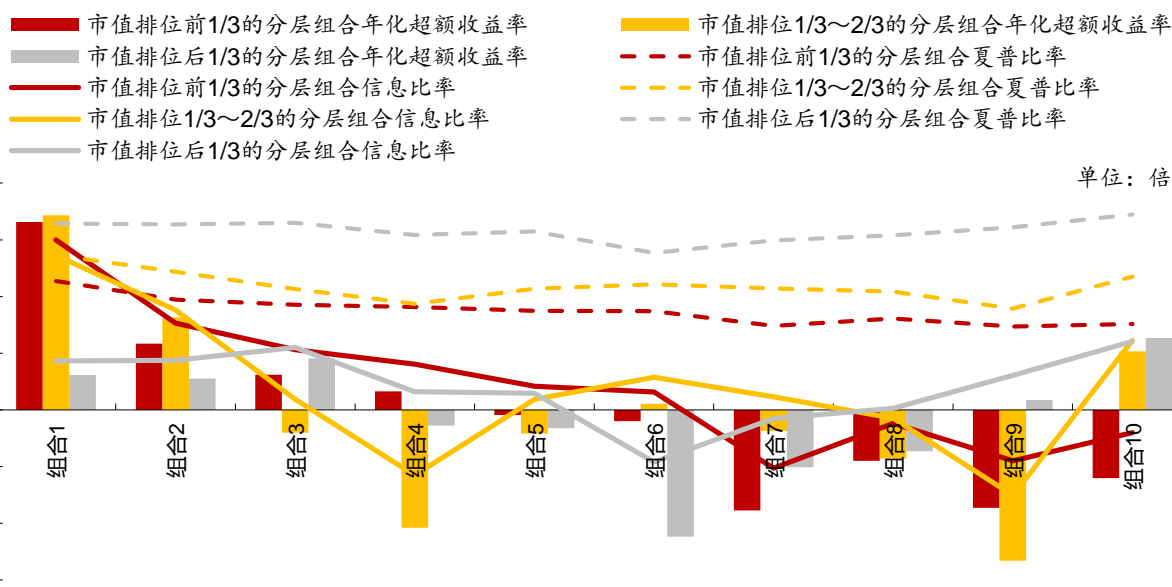 市值排位前1/3的分层组合年化超额收益率
市值排位1/3～2/3的分层组合年化超额收益率
市值排位后1/3的分层组合年化超额收益率
市值排位前1/3的分层组合夏普比率
市值排位前1/3的分层组合信息比率
市值排位1/3～2/3的分层组合夏普比率
市值排位1/3～2/3的分层组合信息比率
市值排位后1/3的分层组合夏普比率
市值排位后1/3的分层组合信息比率
单位：倍
组合1
组合2
组合3
组合4
组合5
组合6
组合7
组合8
组合9
组合10